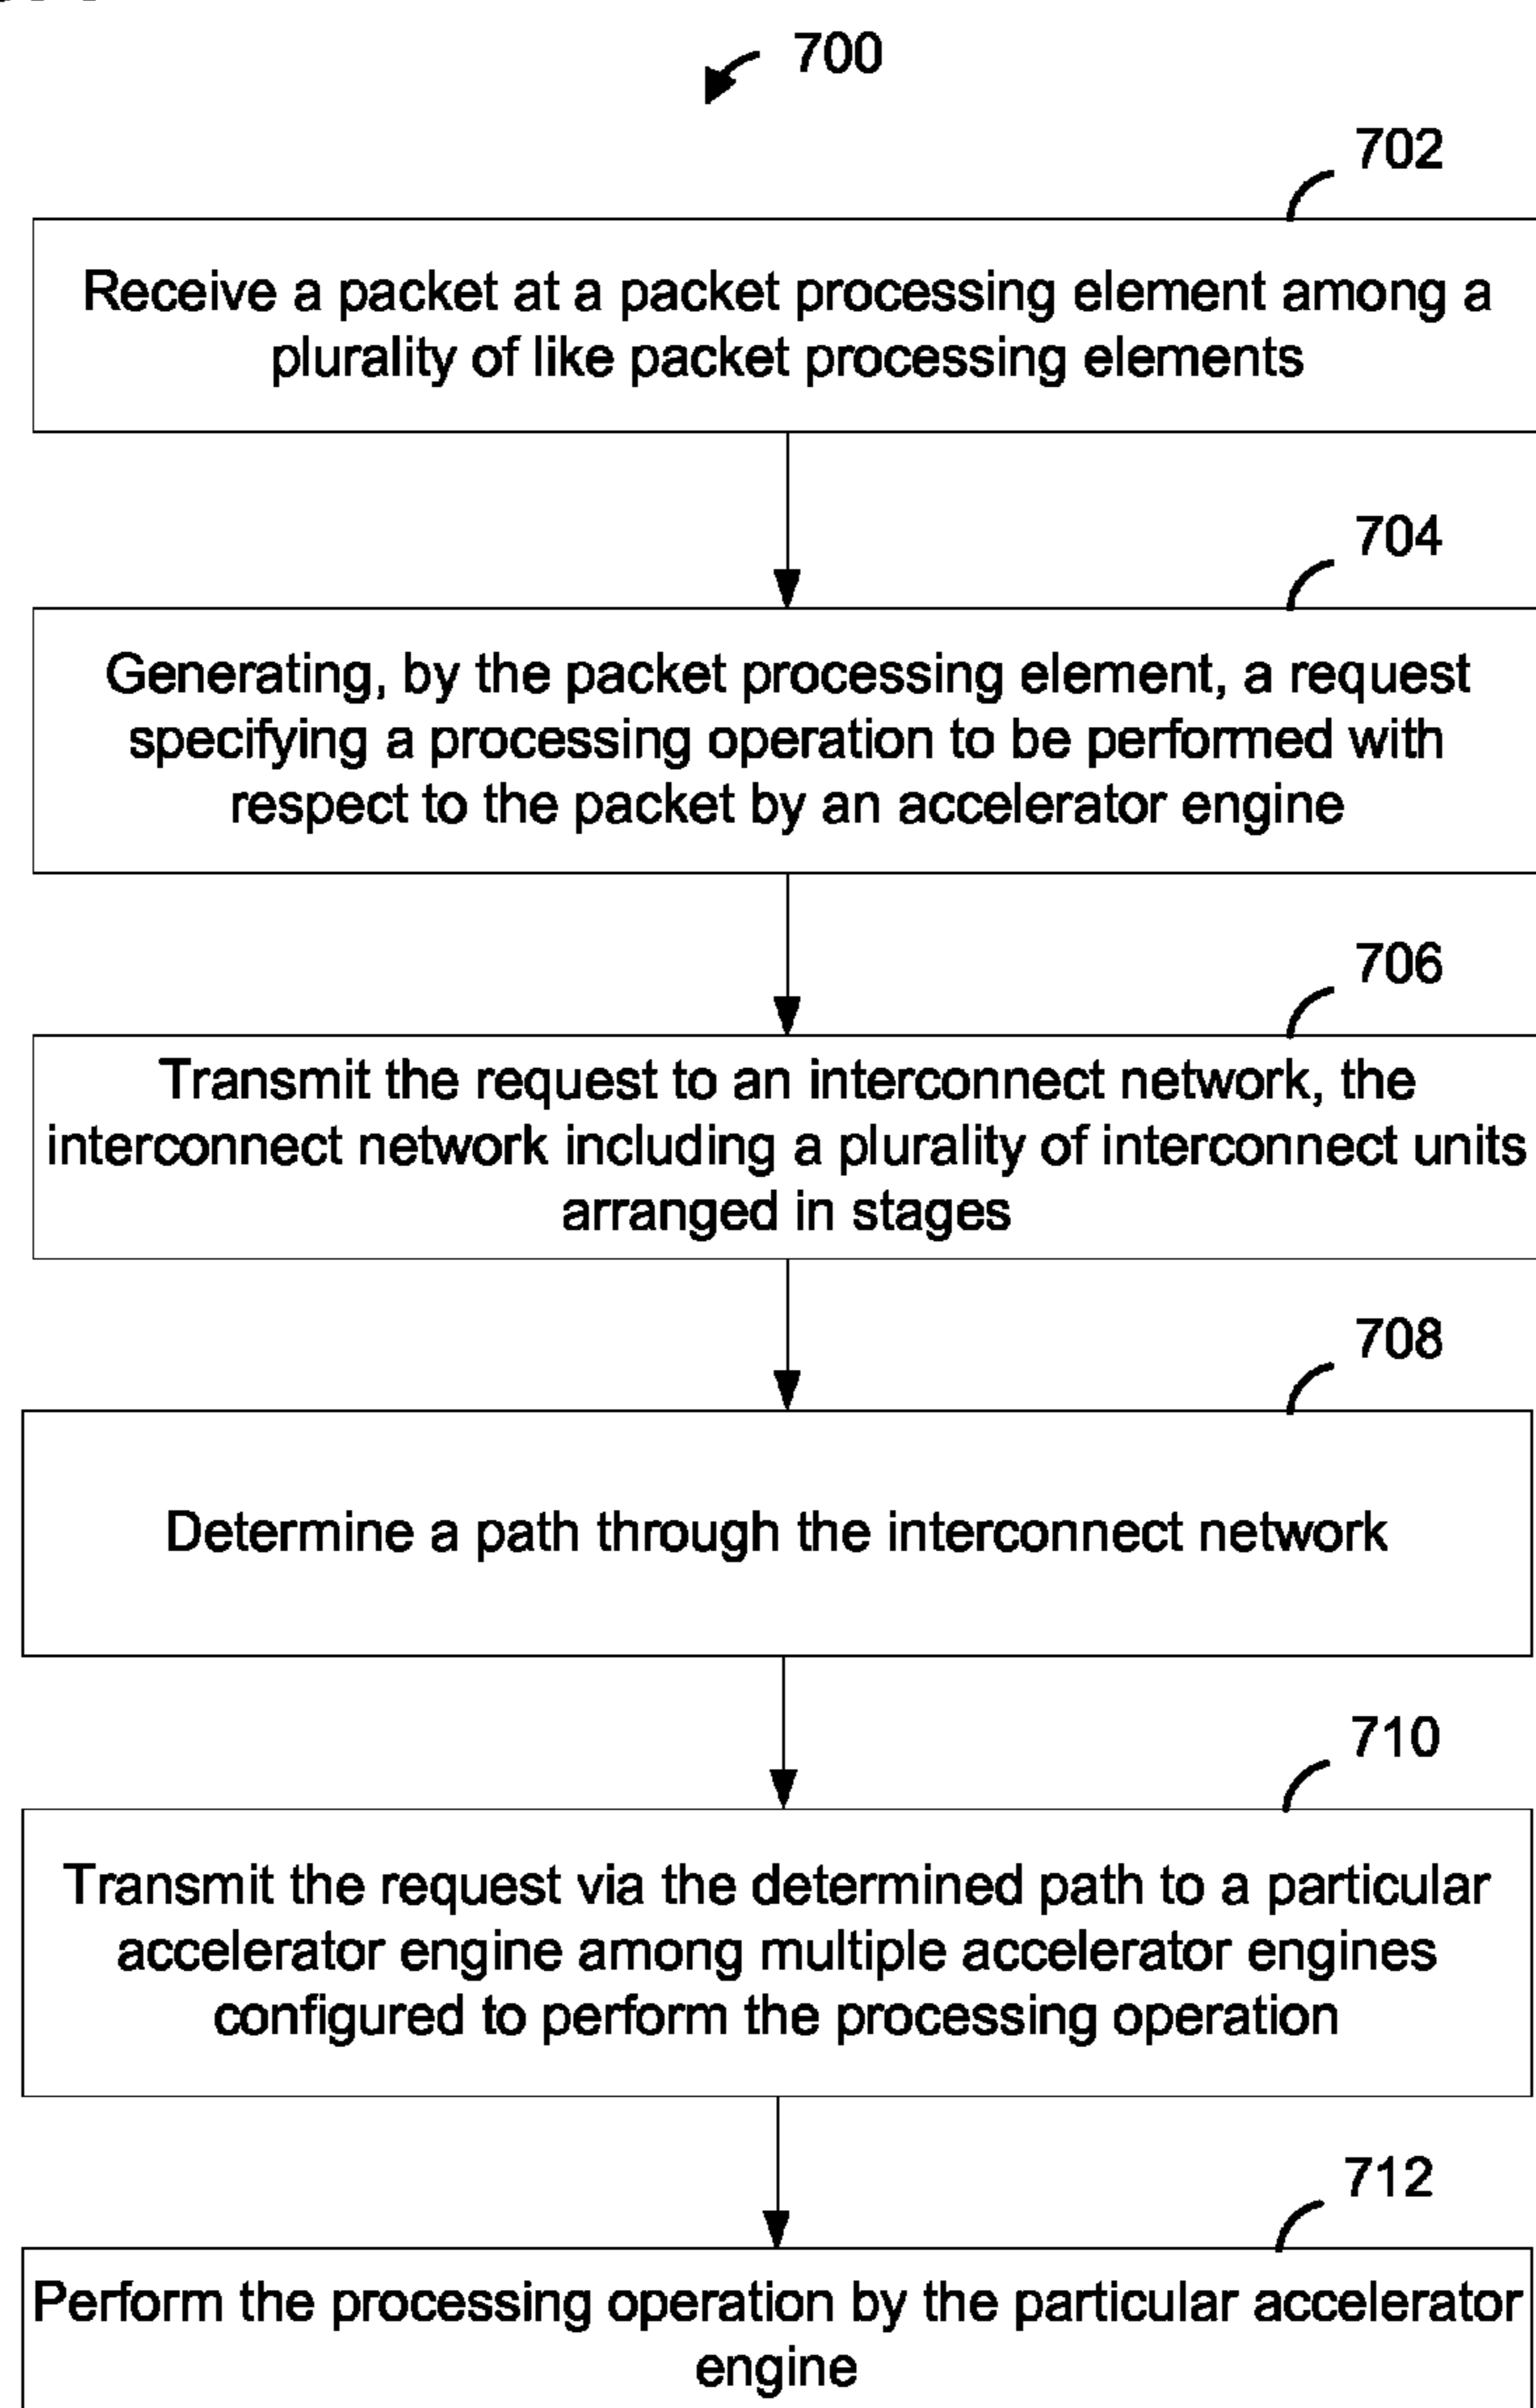 700
702
Receive a packet at a packet processing element among a
plurality of like packet processing elements
704
Generating, by the packet processing element, a request
specifying a processing operation to be performed with
respect to the packet by an accelerator engine
706
Transmit the request to an interconnect network, the
interconnect network including a plurality of interconnect units
arranged in stages
708
Determine a path through the interconnect network
710
Transmit the request via the determined path to a particular
accelerator engine among multiple accelerator engines
configured to perform the processing operation
712
Perform the processing operation by the particular accelerator
engine